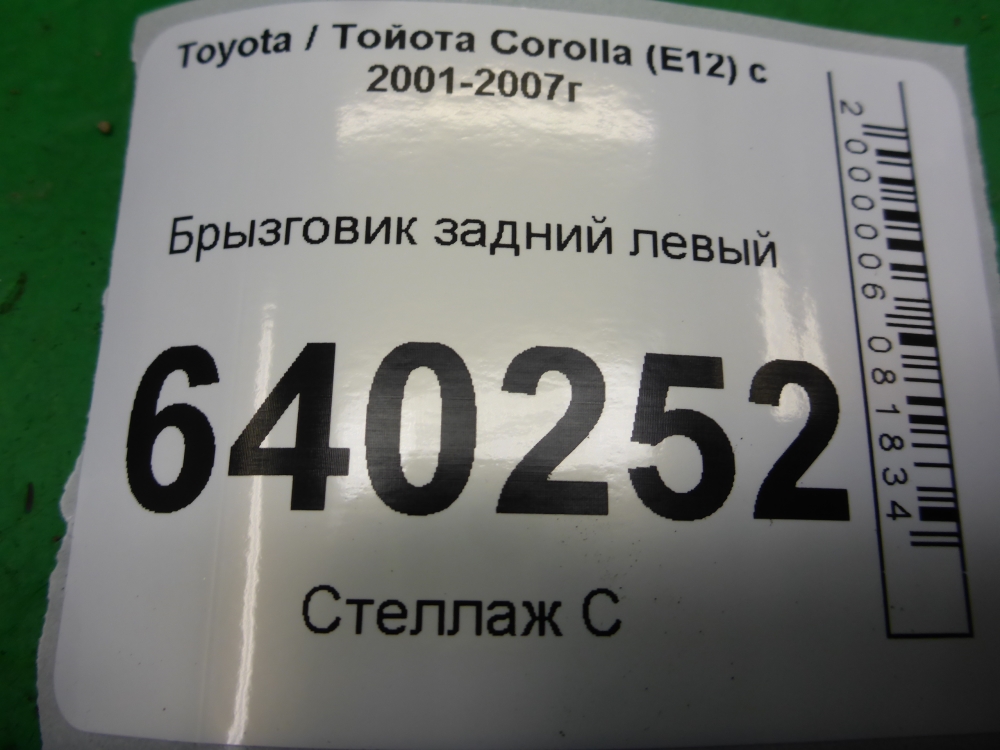 Toyota / Тойота Corolla (E12) с
2001-2007г
Брызговик задний левый
640252
Стеллаж С
2000006081834